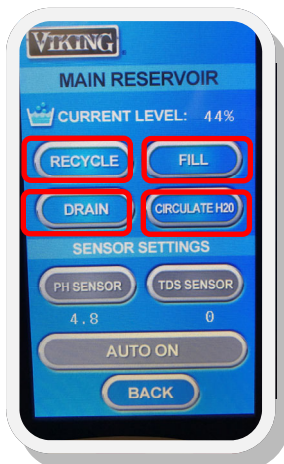 VIKING
MAIN RESERVOIR
CURRENT LEVEL: 44%
RECYCLE FILL
DRAIN CIRCULATE H20
SENSOR SETTINGS
PH SENSOR TDS SENSOR
4.8 0
AUTO ON
BACK